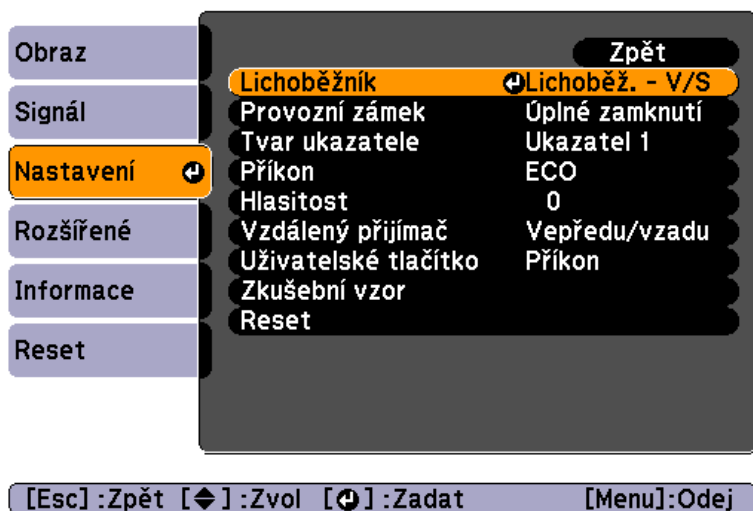 Obraz
Signál
Nastavení
Rozšířené
Informace
Reset
Zpět
Lichoběžník Lichoběž. - V/S
Provozní zámek Úplné zamknutí
Tvar ukazatele Ukazatel 1
Příkon ECO
Hlasitost 0
Vzdálený přijímač Vepředu/vzadu
Uživatelské tlačítko Příkon
Zkušební vzor
Reset
[Esc] :Zpět [◆] :Zvol [↵] :Zadat [Menu]:Odej